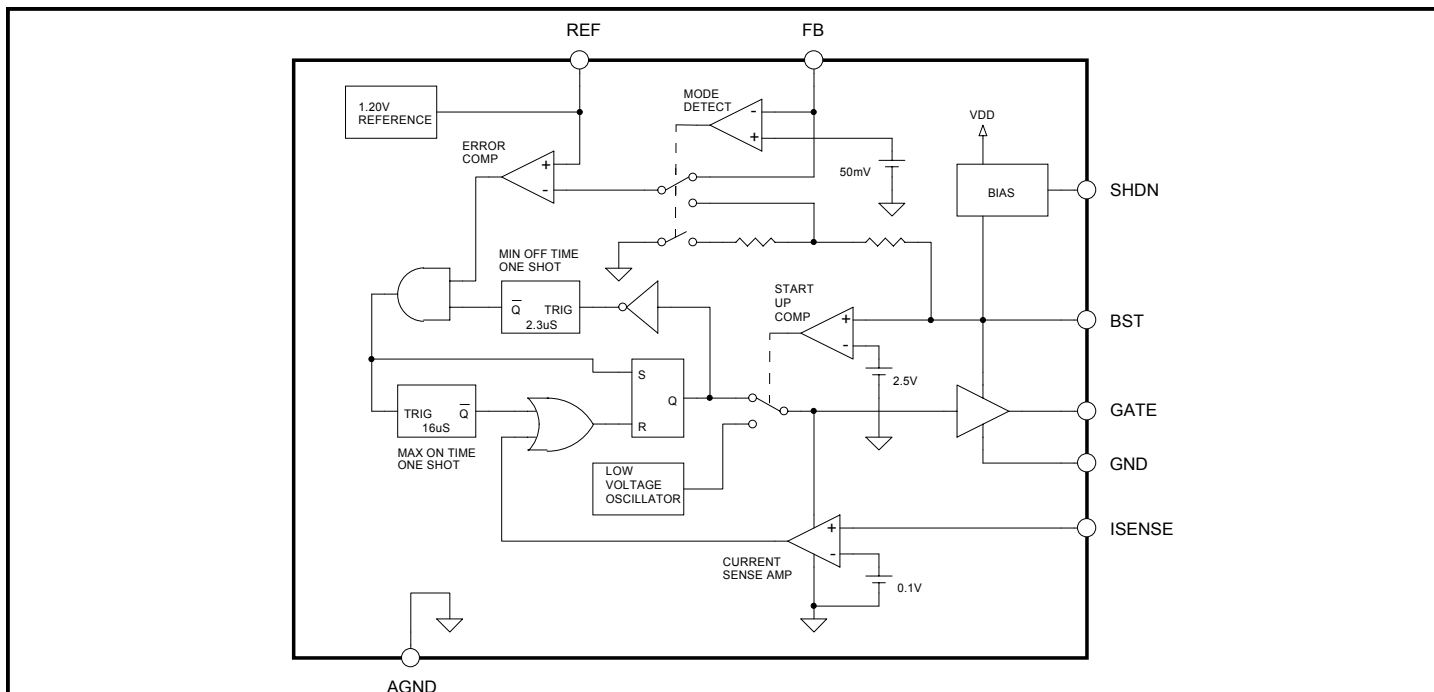 REF
FB
1.20V
REFERENCE
MODE
DETECT
-
+
VDD
ERROR
COMP
+
-
50mV
BIAS
SHDN
MIN OFF TIME
ONE SHOT
Q TRIG
2.3uS
START
UP
COMP
+
-
BST
2.5V
S
Q
R
TRIG Q
16uS
MAX ON TIME
ONE SHOT
GATE
GND
LOW
VOLTAGE
OSCILLATOR
+
-
ISENSE
CURRENT
SENSE AMP
0.1V
AGND